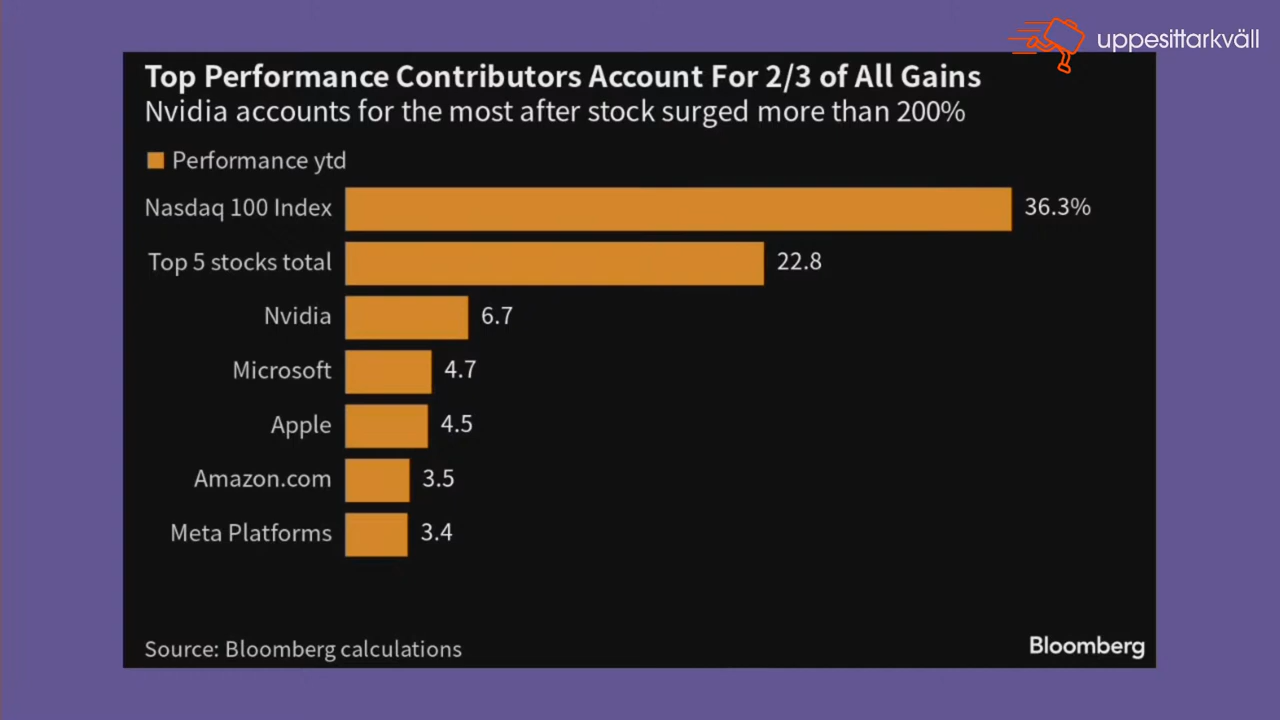 uppesittarkväll
Top Performance Contributors Account For 2/3 of All Gains
Nvidia accounts for the most after stock surged more than 200%
Performance ytd
Nasdaq 100 Index 36.3%
Top 5 stocks total 22.8
Nvidia 6.7
Microsoft 4.7
Apple 4.5
Amazon.com 3.5
Meta Platforms 3.4
Source: Bloomberg calculations
Bloomberg